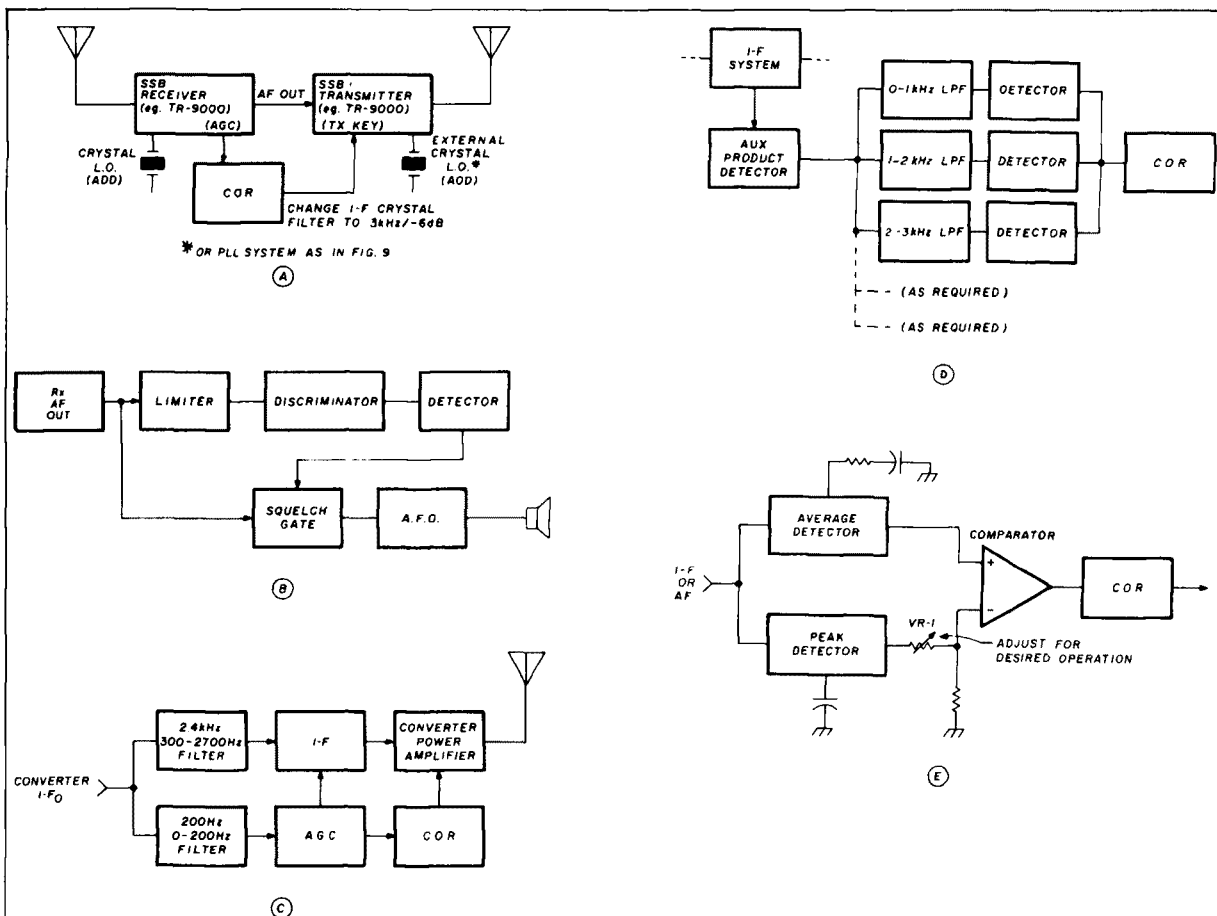 SSB
RECEIVER
(eg. TR-9000)
(AGC)
AF OUT
SSB
TRANSMITTER
(eg. TR-9000)
(TX KEY)
CRYSTAL
L.O.
(ADD)
COR
EXTERNAL
CRYSTAL
L.O.*
(ADD)
CHANGE I-F CRYSTAL
FILTER TO 3kHz/-6dB
* OR PLL SYSTEM AS IN FIG. 9
A
Rx
AF
OUT
LIMITER
DISCRIMINATOR
DETECTOR
SQUELCH
GATE
A.F.O.
B
CONVERTER
I-FO
2.4kHz
300-2700Hz
FILTER
I-F
CONVERTER
POWER
AMPLIFIER
200Hz
0-200Hz
FILTER
AGC
COR
C
I-F
SYSTEM
AUX
PRODUCT
DETECTOR
0-1kHz LPF
DETECTOR
1-2kHz LPF
DETECTOR
COR
2-3kHz LPF
DETECTOR
(AS REQUIRED)
(AS REQUIRED)
D
I-F
OR
AF
AVERAGE
DETECTOR
COMPARATOR
+
-
COR
PEAK
DETECTOR
VR-1
ADJUST FOR
DESIRED OPERATION
E